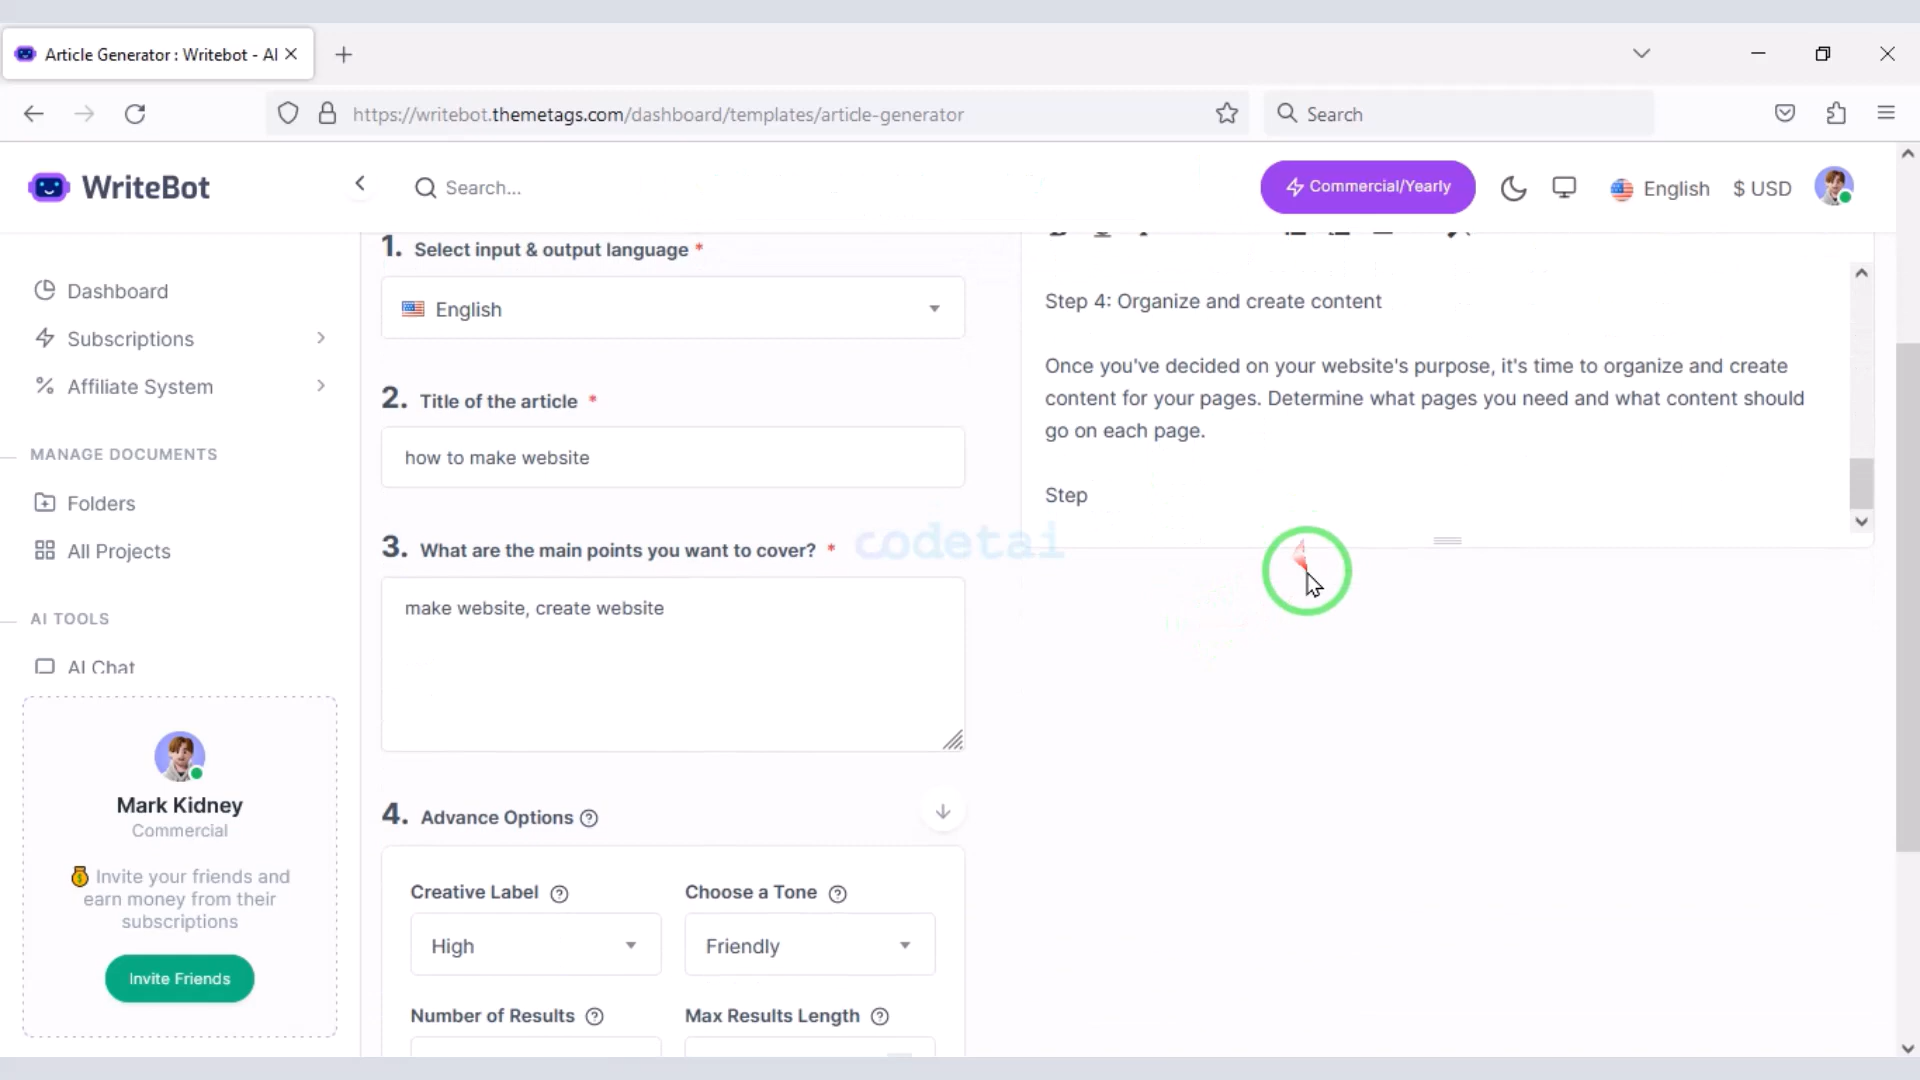 Article Generator : Writebot - AI
https://writebot.themetags.com/dashboard/templates/article-generator
Search
WriteBot
Search...
Commercial/Yearly
English
$ USD
Dashboard
Subscriptions
Affiliate System
MANAGE DOCUMENTS
Folders
All Projects
AI TOOLS
AI Chat
Mark Kidney
Commercial
Invite your friends and
earn money from their
subscriptions
Invite Friends
1. Select input & output language *
English
2. Title of the article *
how to make website
3. What are the main points you want to cover? *
make website, create website
4. Advance Options
Creative Label
Choose a Tone
High
Friendly
Number of Results
Max Results Length
Step 4: Organize and create content
Once you've decided on your website's purpose, it's time to organize and create
content for your pages. Determine what pages you need and what content should
go on each page.
Step
codetai